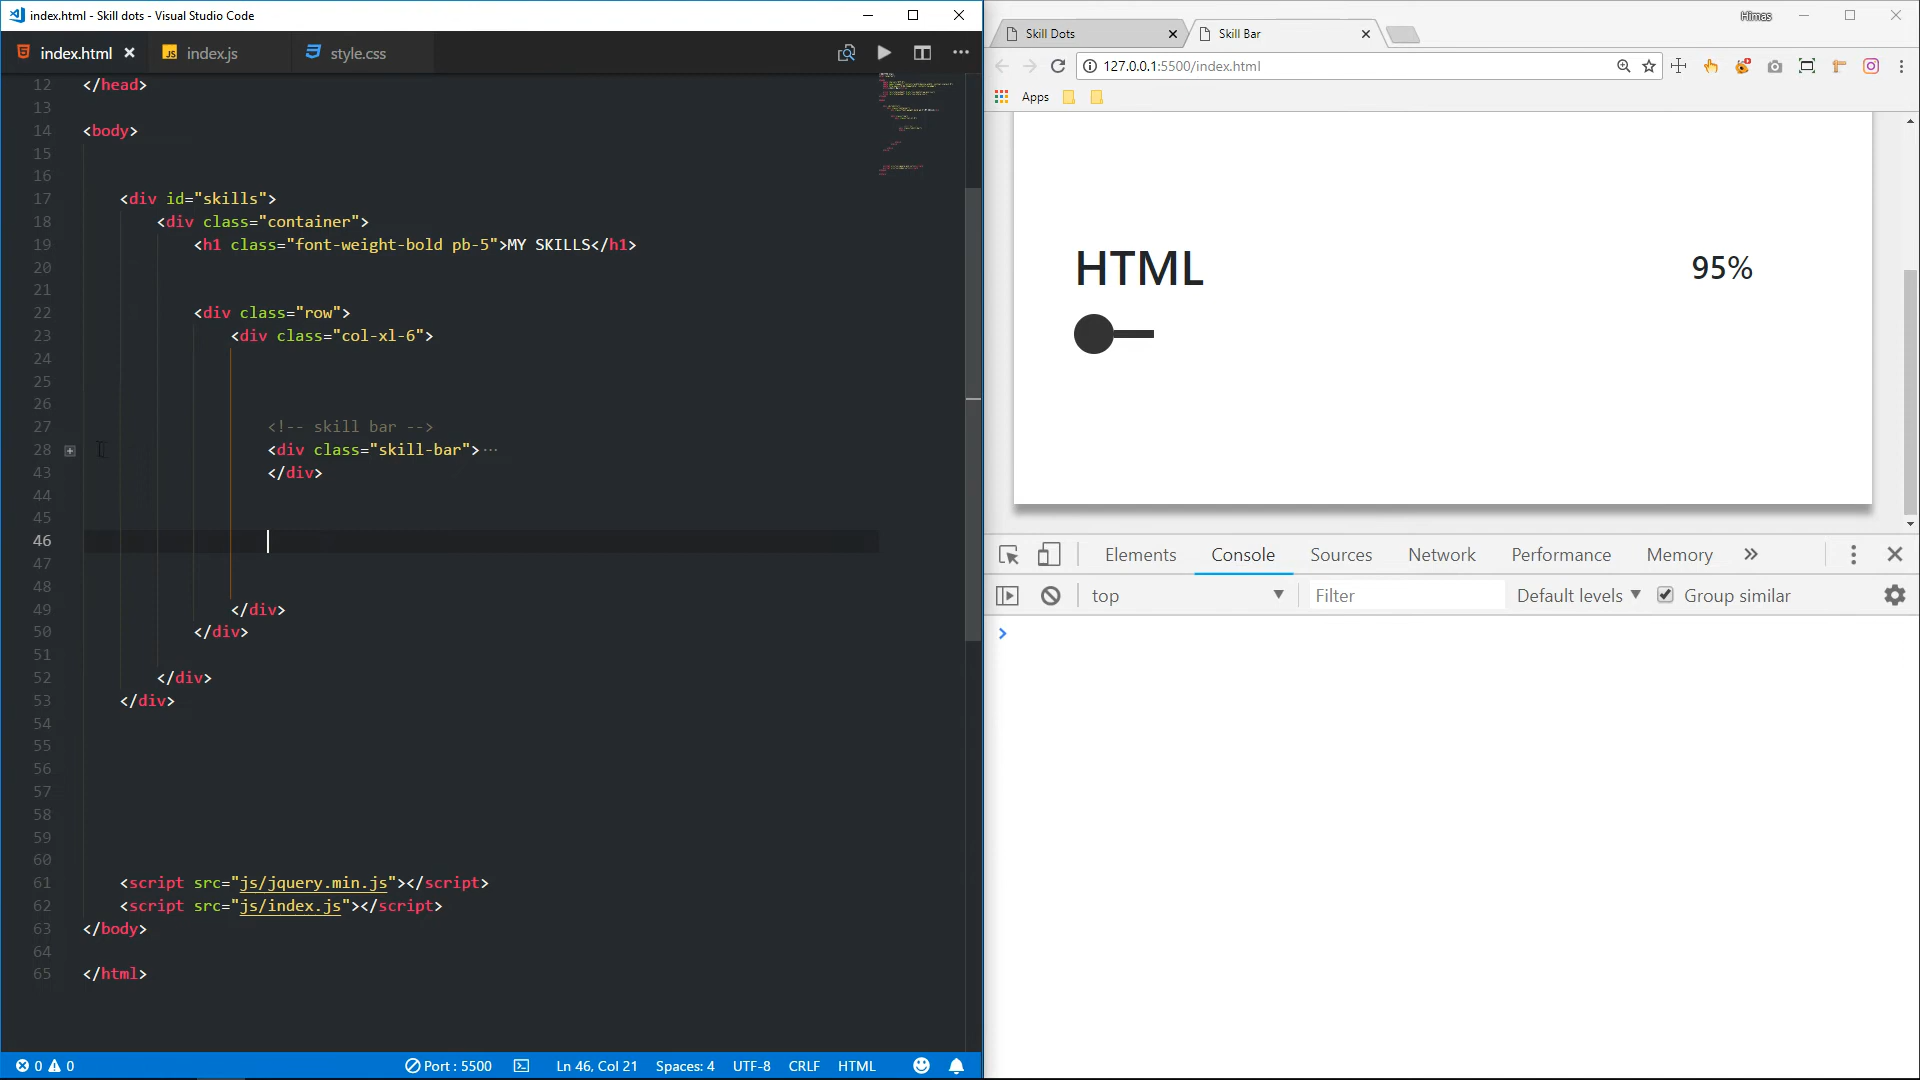 index.html - Skill dots - Visual Studio Code
index.html
JS index.js
style.css
12 </head>
13
14 <body>
15
16
17 <div id="skills">
18 <div class="container">
19 <h1 class="font-weight-bold pb-5">MY SKILLS</h1>
20
21
22 <div class="row">
23 <div class="col-xl-6">
24
25
26
27 <!-- skill bar -->
28 <div class="skill-bar">···
43 </div>
44
45
46
47
48
49 </div>
50 </div>
51
52 </div>
53 </div>
54
55
56
57
58
59
60
61 <script src="js/jquery.min.js"></script>
62 <script src="js/index.js"></script>
63 </body>
64
65 </html>
0 0
Port : 5500
Ln 46, Col 21
Spaces: 4
UTF-8
CRLF
HTML
Himas
Skill Dots
Skill Bar
127.0.0.1:5500/index.html
Apps
HTML
95%
Elements
Console
Sources
Network
Performance
Memory
»
top
Filter
Default levels
Group similar